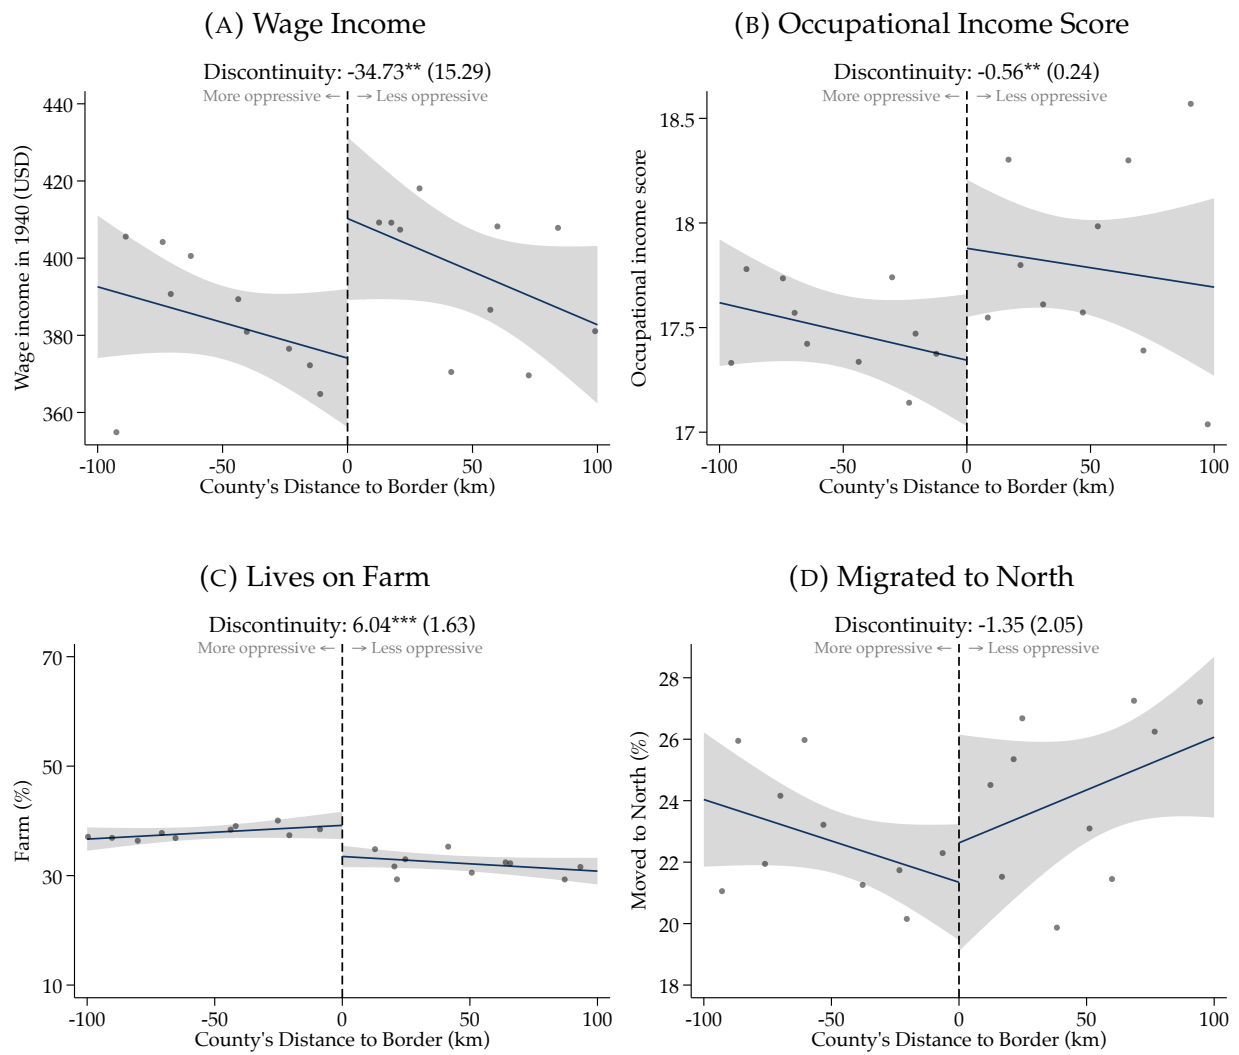 (A) Wage Income
Discontinuity: -34.73** (15.29)
More oppressive ← → Less oppressive
440
420
400
380
360
Wage income in 1940 (USD)
-100 -50 0 50 100
County's Distance to Border (km)
(B) Occupational Income Score
Discontinuity: -0.56** (0.24)
More oppressive ← → Less oppressive
18.5
18
17.5
17
Occupational income score
-100 -50 0 50 100
County's Distance to Border (km)
(C) Lives on Farm
Discontinuity: 6.04*** (1.63)
More oppressive ← → Less oppressive
70
50
30
10
Farm (%)
-100 -50 0 50 100
County's Distance to Border (km)
(D) Migrated to North
Discontinuity: -1.35 (2.05)
More oppressive ← → Less oppressive
28
26
24
22
20
18
Moved to North (%)
-100 -50 0 50 100
County's Distance to Border (km)